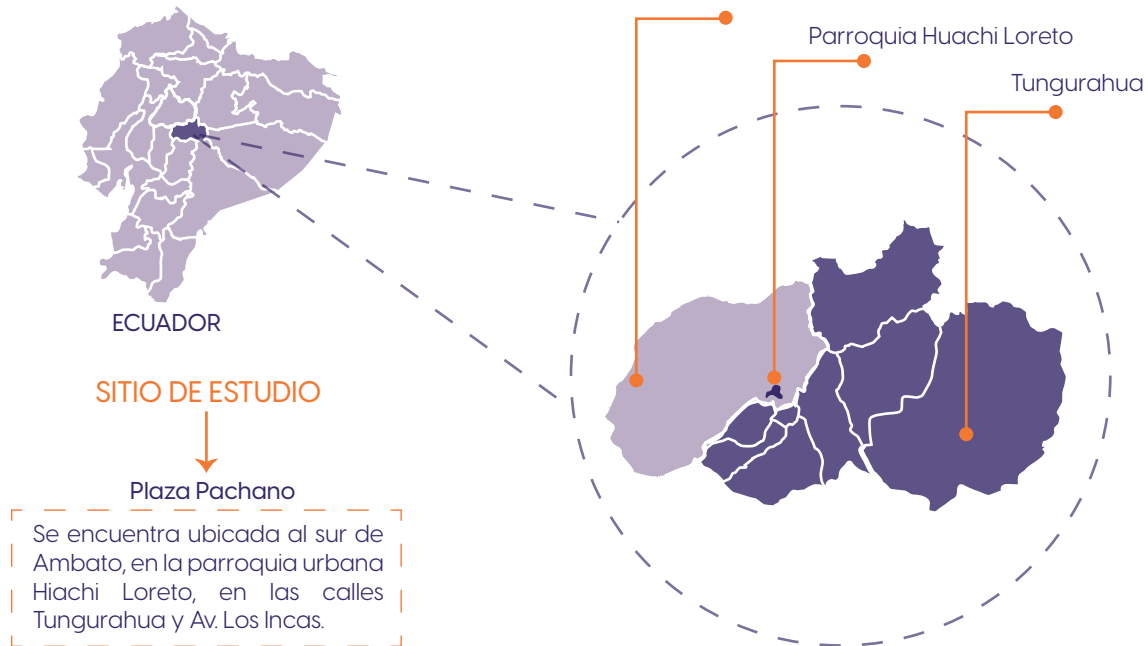 Parroquia Huachi Loreto
Tungurahua
ECUADOR
SITIO DE ESTUDIO
Plaza Pachano
Se encuentra ubicada al sur de
Ambato, en la parroquia urbana
Hiachi Loreto, en las calles
Tungurahua y Av. Los Incas.